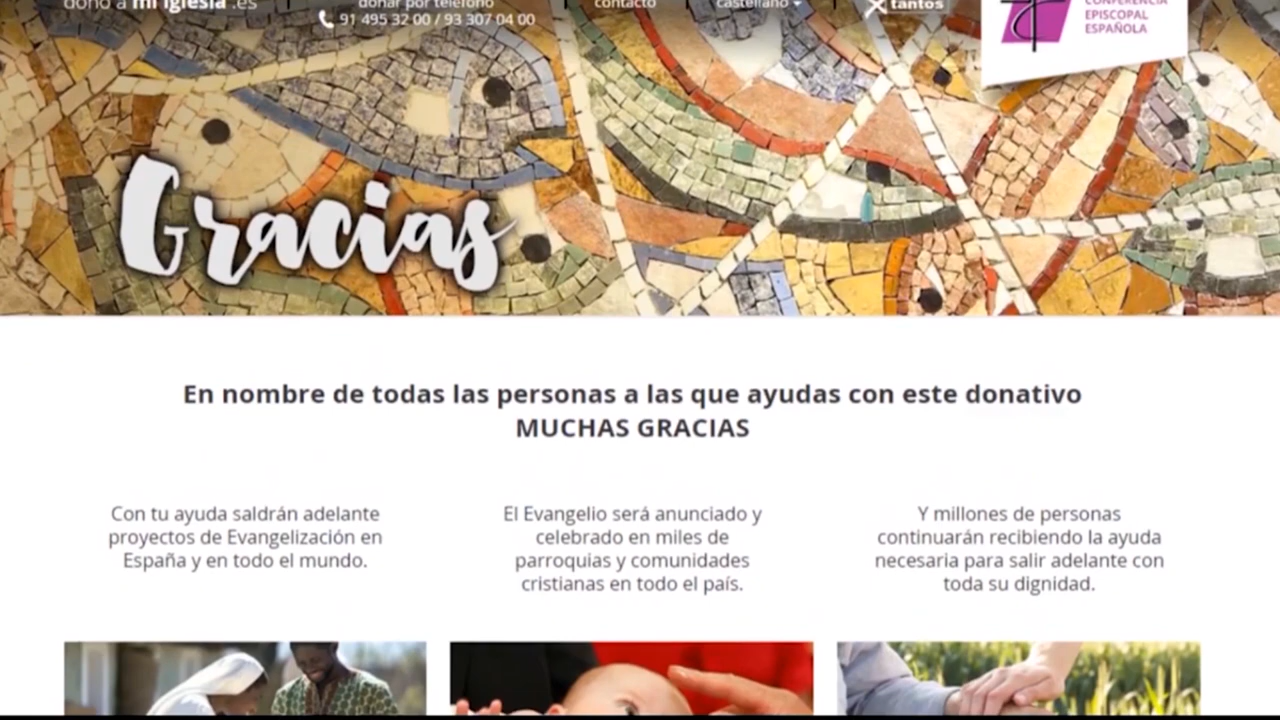 dono a mi iglesia .es
donar por teléfono
91 495 32 00 / 93 307 04 00
contacto
castellano
tantos
CONFERENCIA
EPISCOPAL
ESPAÑOLA
Gracias
En nombre de todas las personas a las que ayudas con este donativo
MUCHAS GRACIAS
Con tu ayuda saldrán adelante
proyectos de Evangelización en
España y en todo el mundo.
El Evangelio será anunciado y
celebrado en miles de
parroquias y comunidades
cristianas en todo el país.
Y millones de personas
continuarán recibiendo la ayuda
necesaria para salir adelante con
toda su dignidad.